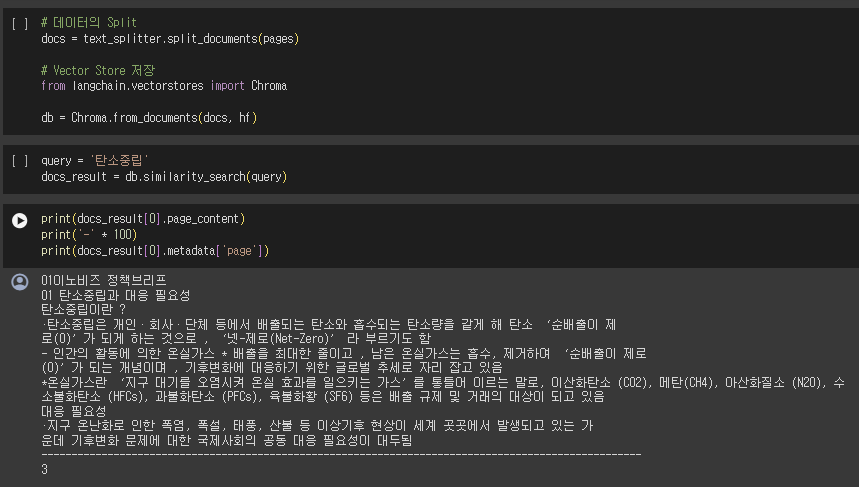 [ ] # 데이터의 Split
docs = text_splitter.split_documents(pages)
# Vector Store 저장
from langchain.vectorstores import Chroma
db = Chroma.from_documents(docs, hf)
[ ] query = '탄소중립'
docs_result = db.similarity_search(query)
print(docs_result[0].page_content)
print('-' * 100)
print(docs_result[0].metadata['page'])
01이노비즈 정책브리프
01 탄소중립과 대응 필요성
탄소중립이란 ?
·탄소중립은 개인·회사·단체 등에서 배출되는 탄소와 흡수되는 탄소량을 같게 해 탄소 ‘순배출이 제
로(0)’가 되게 하는 것으로 , ‘넷-제로(Net-Zero)’ 라 부르기도 함
- 인간의 활동에 의한 온실가스 * 배출을 최대한 줄이고 , 남은 온실가스는 흡수, 제거하여 ‘순배출이 제로
(0)’가 되는 개념이며 , 기후변화에 대응하기 위한 글로벌 추세로 자리 잡고 있음
*온실가스란 ‘지구 대기를 오염시켜 온실 효과를 일으키는 가스’를 통틀어 이르는 말로, 이산화탄소 (CO2), 메탄(CH4), 아산화질소 (N2O), 수
소불화탄소 (HFCs), 과불화탄소 (PFCs), 육불화황 (SF6) 등은 배출 규제 및 거래의 대상이 되고 있음
대응 필요성
·지구 온난화로 인한 폭염, 폭설, 태풍, 산불 등 이상기후 현상이 세계 곳곳에서 발생되고 있는 가
운데 기후변화 문제에 대한 국제사회의 공동 대응 필요성이 대두됨
----------------------------------------------------------------------------------------------------
3